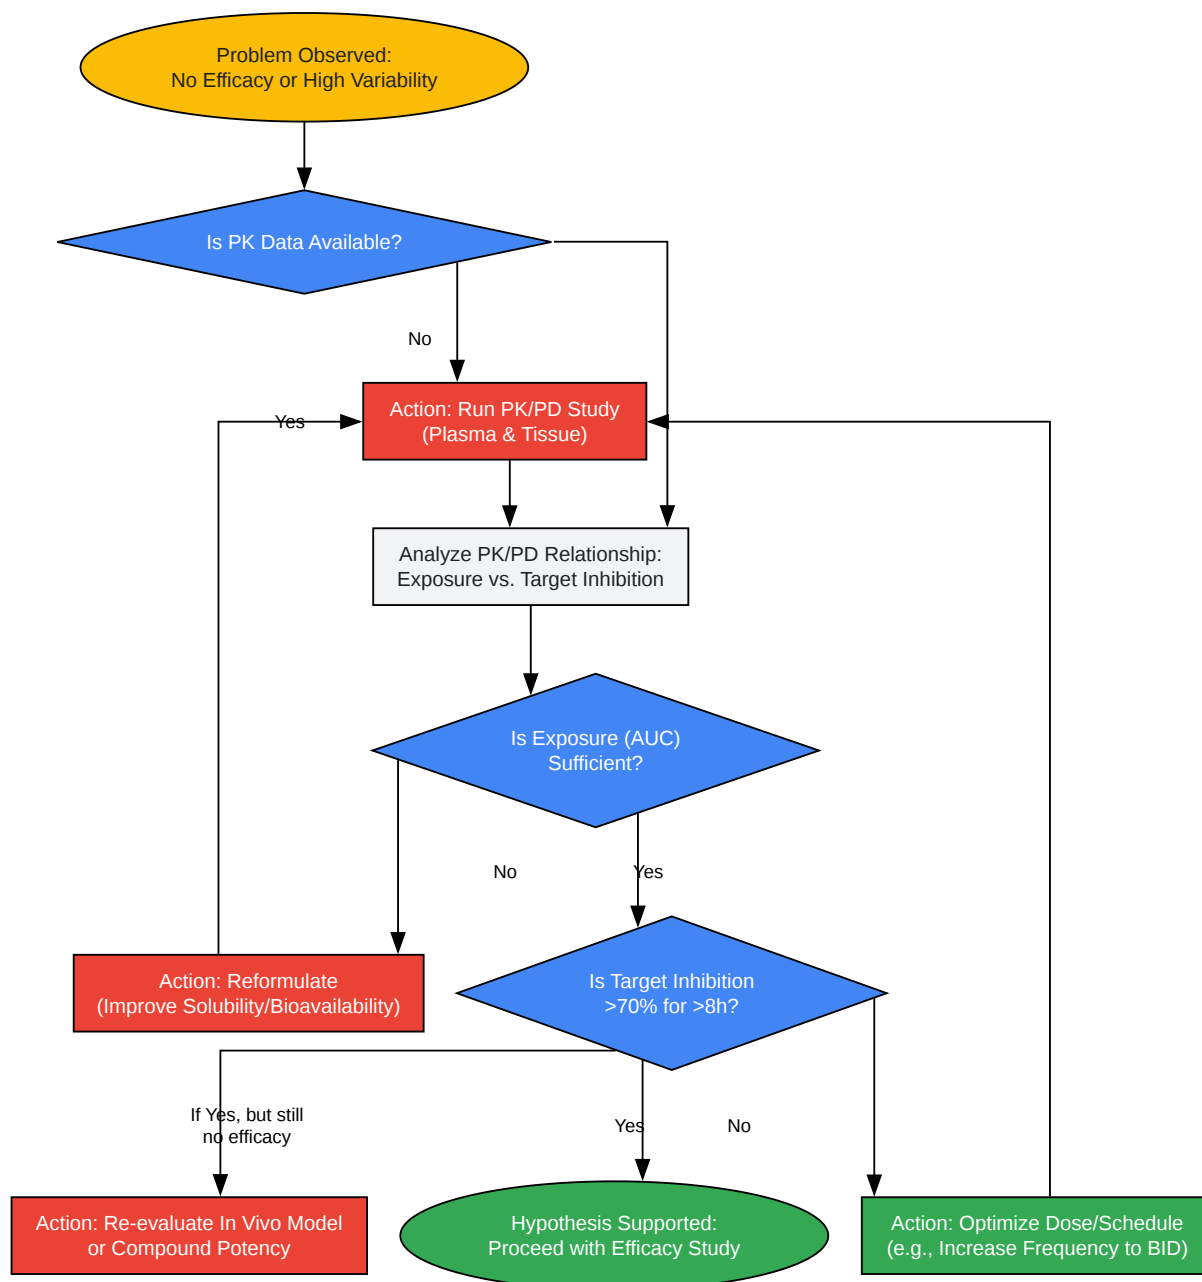 Problem Observed:
No Efficacy or High Variability
Is PK Data Available?
No
Action: Run PK/PD Study
(Plasma & Tissue)
Yes
Analyze PK/PD Relationship:
Exposure vs. Target Inhibition
Is Exposure (AUC)
Sufficient?
No
Yes
Action: Reformulate
(Improve Solubility/Bioavailability)
Is Target Inhibition
>70% for >8h?
If Yes, but still
no efficacy
Yes
No
Action: Re-evaluate In Vivo Model
or Compound Potency
Hypothesis Supported:
Proceed with Efficacy Study
Action: Optimize Dose/Schedule
(e.g., Increase Frequency to BID)